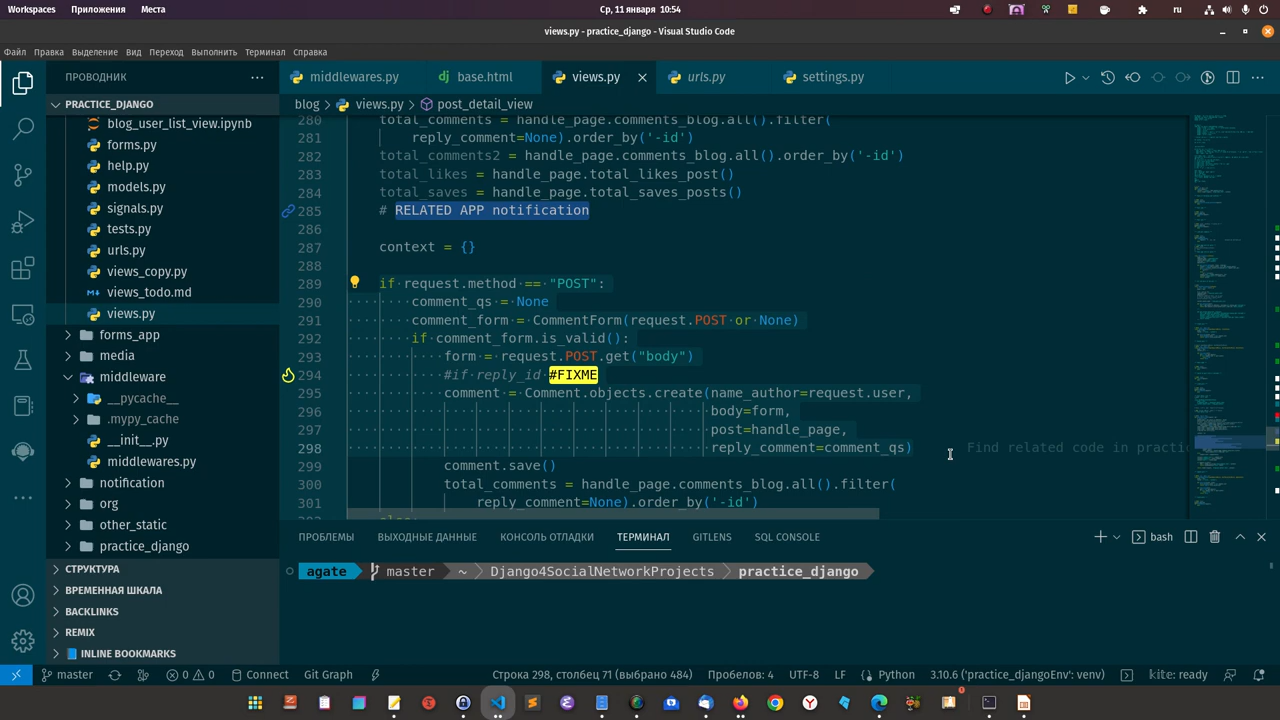 Workspaces Приложения Места Ср, 11 января 10:54 ru
views.py - practice_django - Visual Studio Code
Файл Правка Выделение Вид Переход Выполнить Терминал Справка
ПРОВОДНИК
middlewares.py base.html views.py urls.py settings.py
PRACTICE_DJANGO
blog views.py post_detail_view
blog_user_list_view.ipynb
forms.py
help.py
models.py
signals.py
tests.py
urls.py
views_copy.py
views_todo.md
views.py
forms_app
media
middleware
__pycache__
.mypy_cache
__init__.py
middlewares.py
notification
org
other_static
practice_django
СТРУКТУРА
ВРЕМЕННАЯ ШКАЛА
BACKLINKS
REMIX
INLINE BOOKMARKS
280 total_comments = handle_page.comments_blog.all().filter(
281 reply_comment=None).order_by('-id')
282 total_comments2 = handle_page.comments_blog.all().order_by('-id')
283 total_likes = handle_page.total_likes_post()
284 total_saves = handle_page.total_saves_posts()
285 # RELATED APP notification
286
287 context = {}
288
289 if request.method == "POST":
290 comment_qs = None
291 comment_form = CommentForm(request.POST or None)
292 if comment_form.is_valid():
293 form = request.POST.get("body")
294 #if reply_id #FIXME
295 comment = Comment.objects.create(name_author=request.user,
296 body=form,
297 post=handle_page,
298 reply_comment=comment_qs) Find related code in practic
299 comment.save()
300 total_comments = handle_page.comments_blog.all().filter(
301 reply_comment=None).order_by('-id')
ПРОБЛЕМЫ ВЫХОДНЫЕ ДАННЫЕ КОНСОЛЬ ОТЛАДКИ ТЕРМИНАЛ GITLENS SQL CONSOLE bash
agate master ~ Django4SocialNetworkProjects practice_django
master 0 0 Connect Git Graph Строка 298, столбец 71 (выбрано 484) Пробелов: 4 UTF-8 LF Python 3.10.6 ('practice_djangoEnv': venv) kite: ready